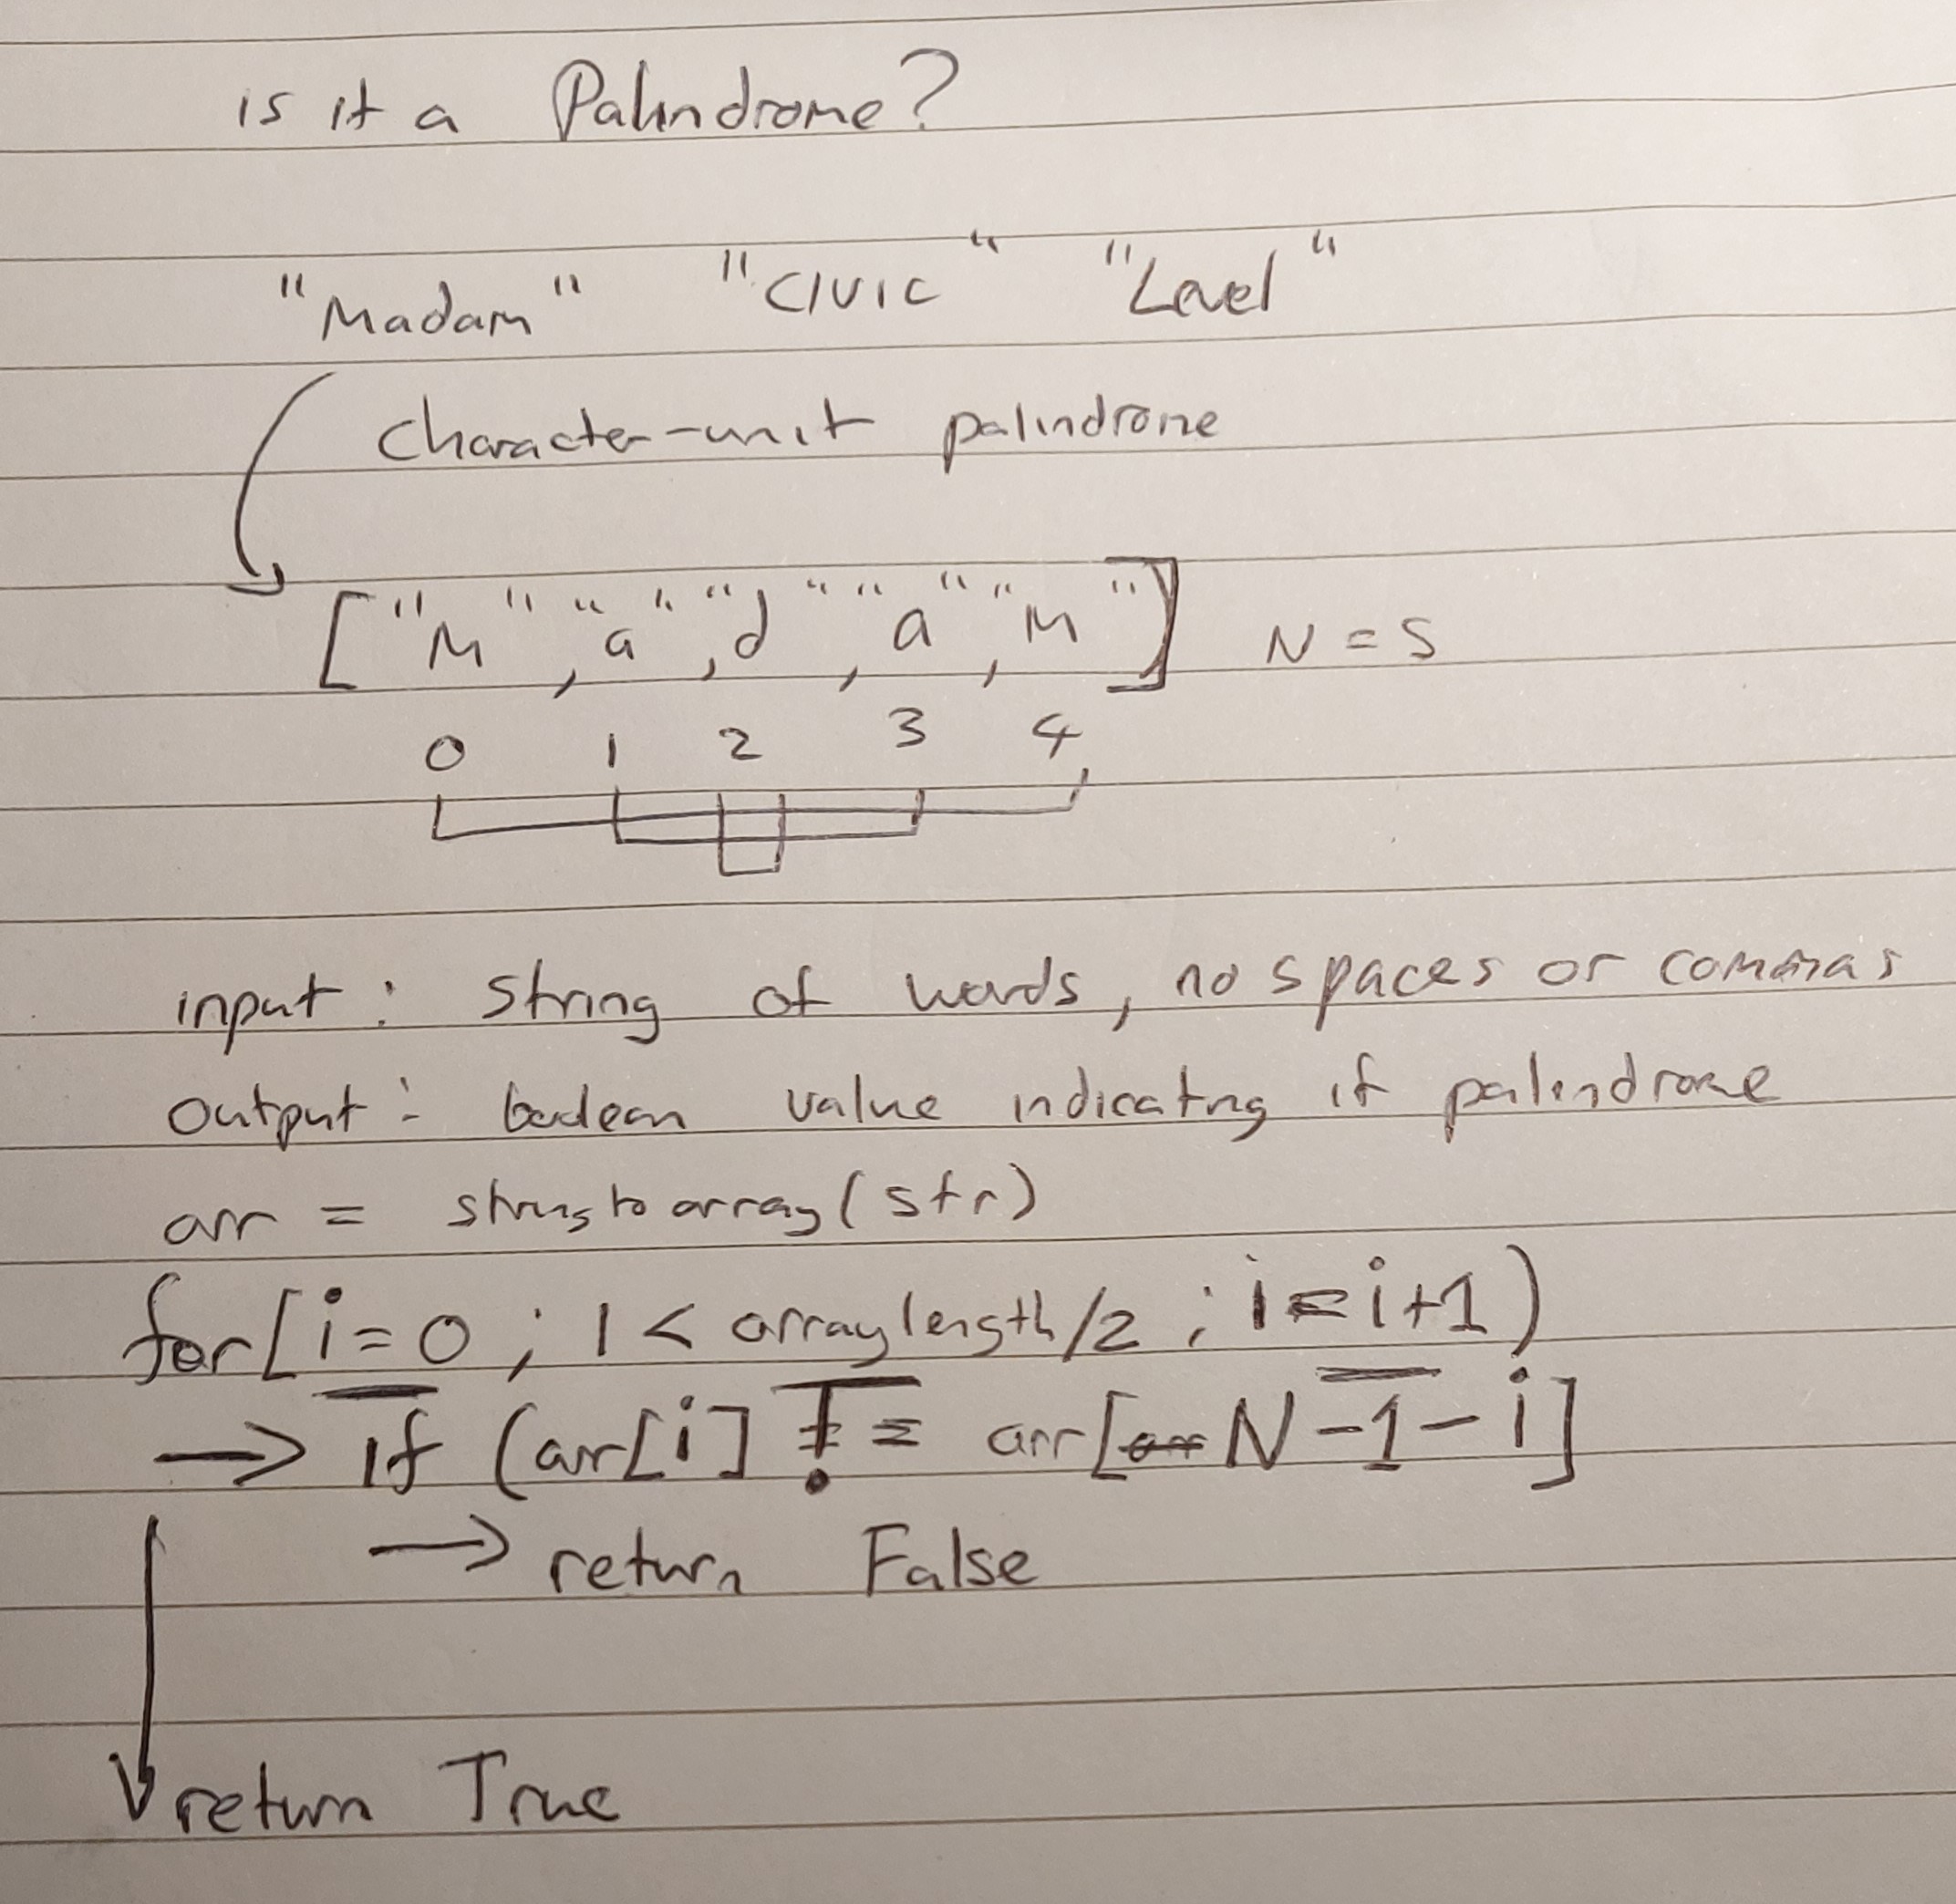 is it a Palindrome?
"Madam" "civic" "Level"
Character-unit palindrome
["M", "a", "d", "a", "m"] N = 5
0 1 2 3 4
input: string of words, no spaces or commas
output: boolean value indicating if palindrome
arr = string to array(str)
for[i=0; i < array length/2; i=i+1)
→ if (arr[i] != arr[N-1-i]
→ return False
return True